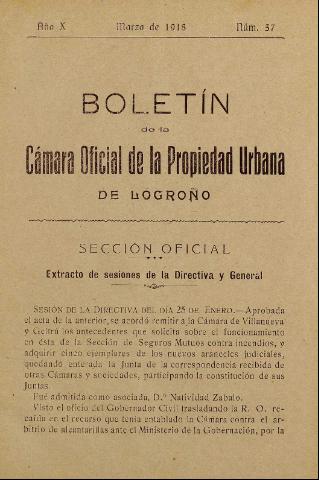 Año X Marzo de 1918 Núm. 37
BOLETÍN
de la
Cámara Oficial de la Propiedad Urbana
DE LOGROÑO
SECCIÓN OFICIAL
Extracto de sesiones de la Directiva y General
SESIÓN DE LA DIRECTIVA DEL DÍA 25 DE ENERO.—Aprobada
el acta de la anterior, se acordó remitir a la Cámara de Villanueva
y Geltrú los antecedentes que solicita sobre el funcionamiento
en ésta de la Sección de Seguros Mutuos contra incendios, y
adquirir cinco ejemplares de los nuevos aranceles judiciales,
quedando enterada la Junta de la correspondencia recibida de
otras Cámaras y sociedades, participando la constitución de sus
Juntas.
Fué admitida como asociada, D.ª Natividad Zabalo.
Visto el oficio del Gobernador Civil trasladando la R. O. re-
caída en el recurso que tenía entablado la Cámara contra el ar-
bitrio de alcantarillas ante el Ministerio de la Gobernación, por la